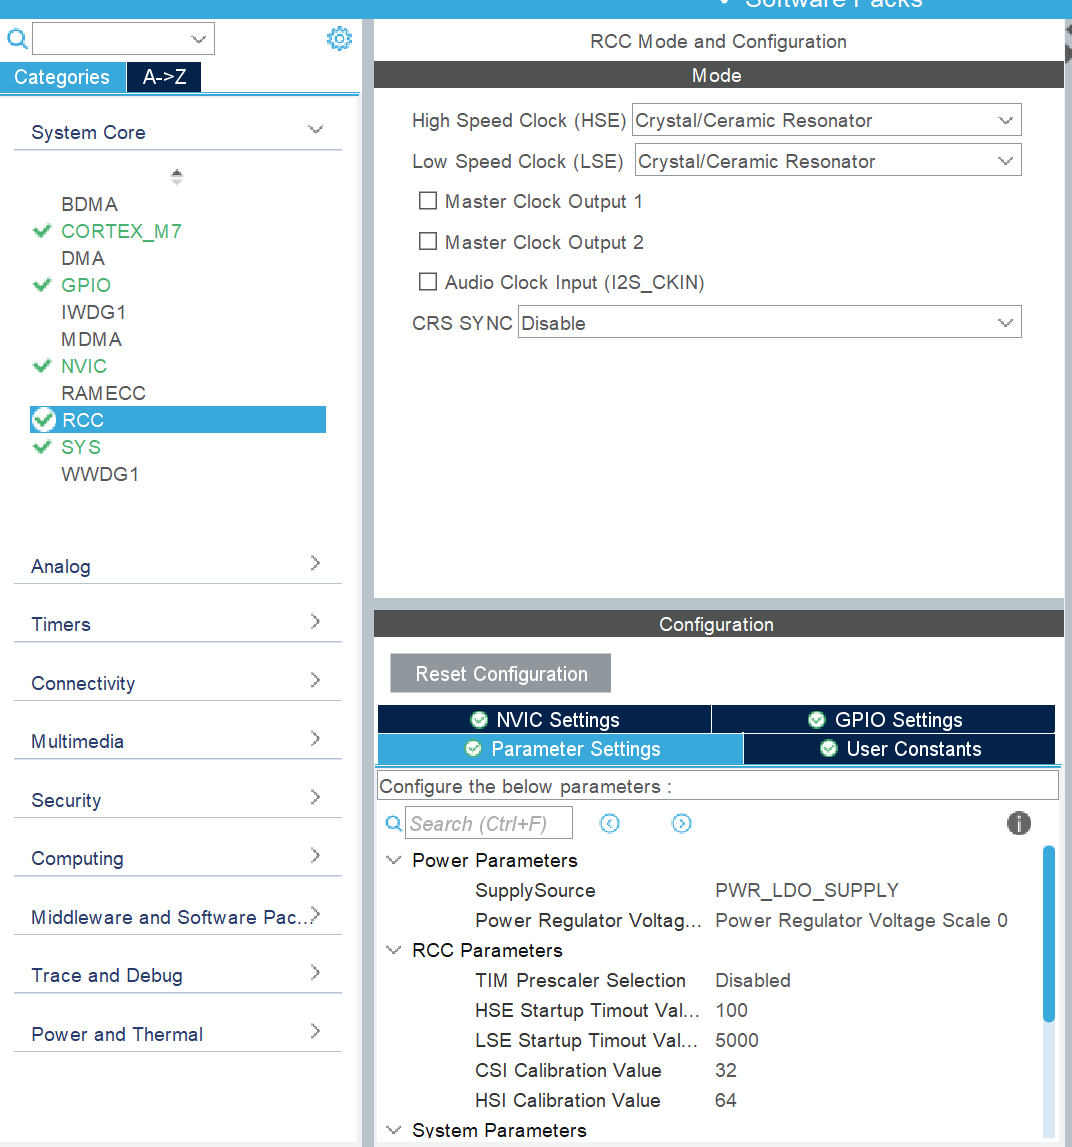 Software Packs
Categories
A->Z
System Core
BDMA
CORTEX_M7
DMA
GPIO
IWDG1
MDMA
NVIC
RAMECC
RCC
SYS
WWDG1
Analog
Timers
Connectivity
Multimedia
Security
Computing
Middleware and Software Pac...
Trace and Debug
Power and Thermal
RCC Mode and Configuration
Mode
High Speed Clock (HSE) Crystal/Ceramic Resonator
Low Speed Clock (LSE) Crystal/Ceramic Resonator
Master Clock Output 1
Master Clock Output 2
Audio Clock Input (I2S_CKIN)
CRS SYNC Disable
Configuration
Reset Configuration
NVIC Settings
GPIO Settings
Parameter Settings
User Constants
Configure the below parameters :
Search (Ctrl+F)
Power Parameters
SupplySource PWR_LDO_SUPPLY
Power Regulator Voltag... Power Regulator Voltage Scale 0
RCC Parameters
TIM Prescaler Selection Disabled
HSE Startup Timout Val... 100
LSE Startup Timout Val... 5000
CSI Calibration Value 32
HSI Calibration Value 64
System Parameters